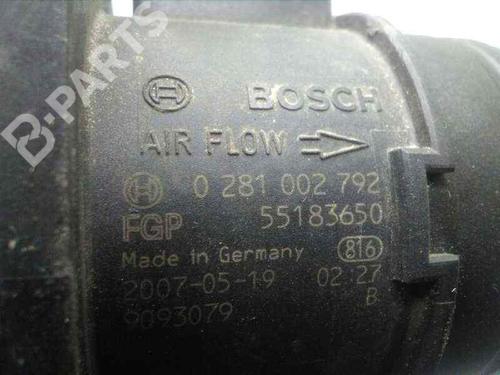 B-PARTS
BOSCH
AIR FLOW
0 281 002 792
FGP 55183650
Made in Germany 816
2007-05-19 02:27
B
9093079